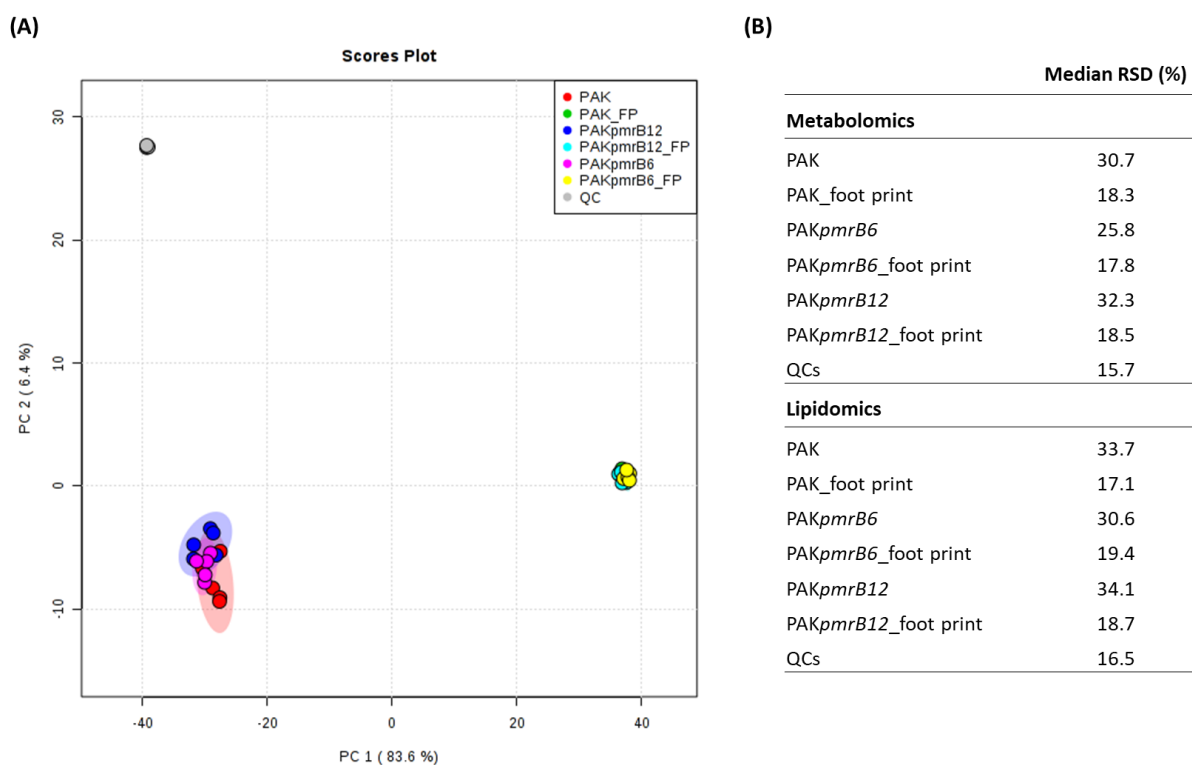 (A)
Scores Plot
PC 2 ( 6.4 %)
30
20
10
0
-10
-40
-20
0
20
40
PC 1 ( 83.6 %)
PAK
PAK_FP
PAKpmrB12
PAKpmrB12_FP
PAKpmrB6
PAKpmrB6_FP
QC
(B)
Median RSD (%)
Metabolomics
PAK 30.7
PAK_foot print 18.3
PAKpmrB6 25.8
PAKpmrB6_foot print 17.8
PAKpmrB12 32.3
PAKpmrB12_foot print 18.5
QCs 15.7
Lipidomics
PAK 33.7
PAK_foot print 17.1
PAKpmrB6 30.6
PAKpmrB6_foot print 19.4
PAKpmrB12 34.1
PAKpmrB12_foot print 18.7
QCs 16.5